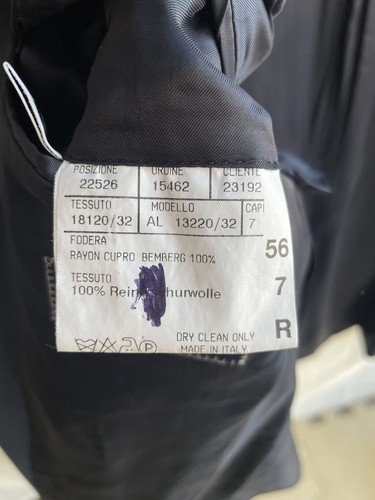 POSIZIONE ORDINE CLIENTE
22526 15462 23192
TESSUTO MODELLO CAPI
18120/32 AL 13220/32 7
FODERA
RAYON CUPRO BEMBERG 100% 56
TESSUTO
100% 7
R
DRY CLEAN ONLY
MADE IN ITALY